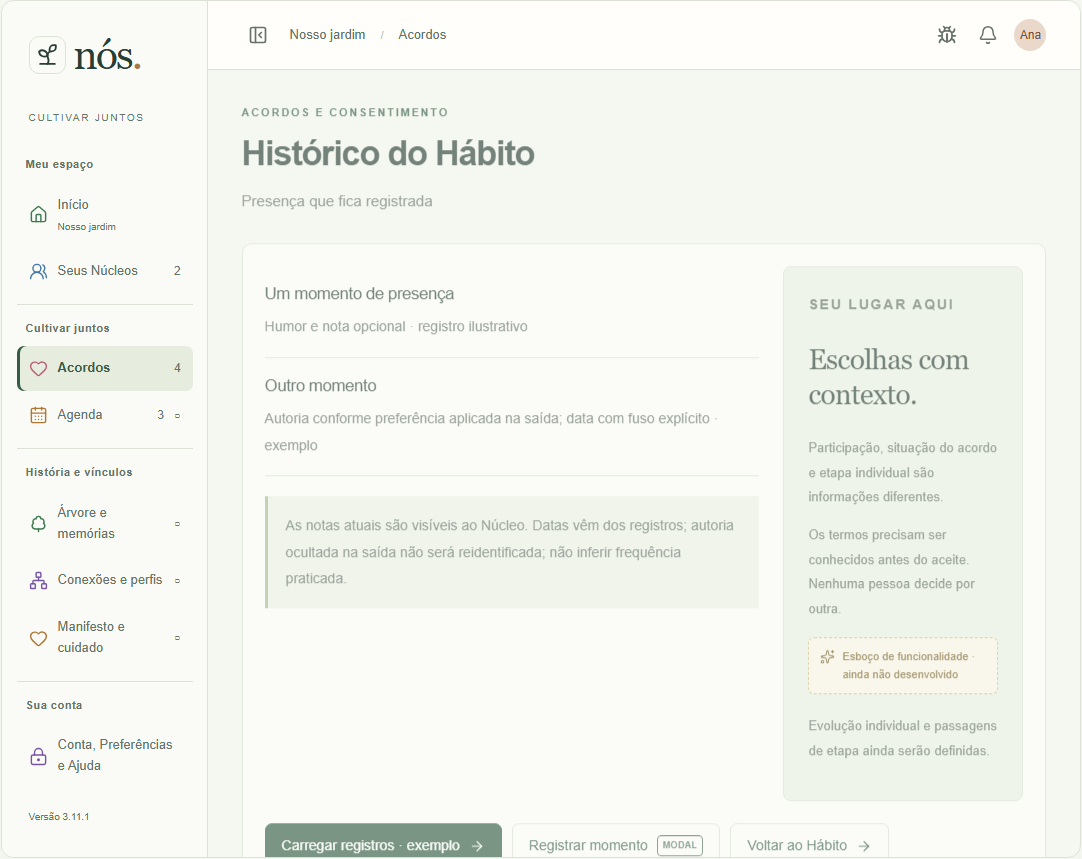 nós.
CULTIVAR JUNTOS
Meu espaço
Início
Nosso jardim
Seus Núcleos 2
Cultivar juntos
Acordos 4
Agenda 3
História e vínculos
Árvore e
memórias
Conexões e perfis
Manifesto e
cuidado
Sua conta
Conta, Preferências
e Ajuda
Versão 3.11.1
Nosso jardim / Acordos
Ana
ACORDOS E CONSENTIMENTO
Histórico do Hábito
Presença que fica registrada
Um momento de presença
Humor e nota opcional · registro ilustrativo
Outro momento
Autoria conforme preferência aplicada na saída; data com fuso explícito ·
exemplo
As notas atuais são visíveis ao Núcleo. Datas vêm dos registros; autoria
ocultada na saída não será reidentificada; não inferir frequência
praticada.
SEU LUGAR AQUI
Escolhas com
contexto.
Participação, situação do acordo
e etapa individual são
informações diferentes.
Os termos precisam ser
conhecidos antes do aceite.
Nenhuma pessoa decide por
outra.
Esboço de funcionalidade ·
ainda não desenvolvido
Evolução individual e passagens
de etapa ainda serão definidas.
Carregar registros · exemplo →
Registrar momento MODAL
Voltar ao Hábito →